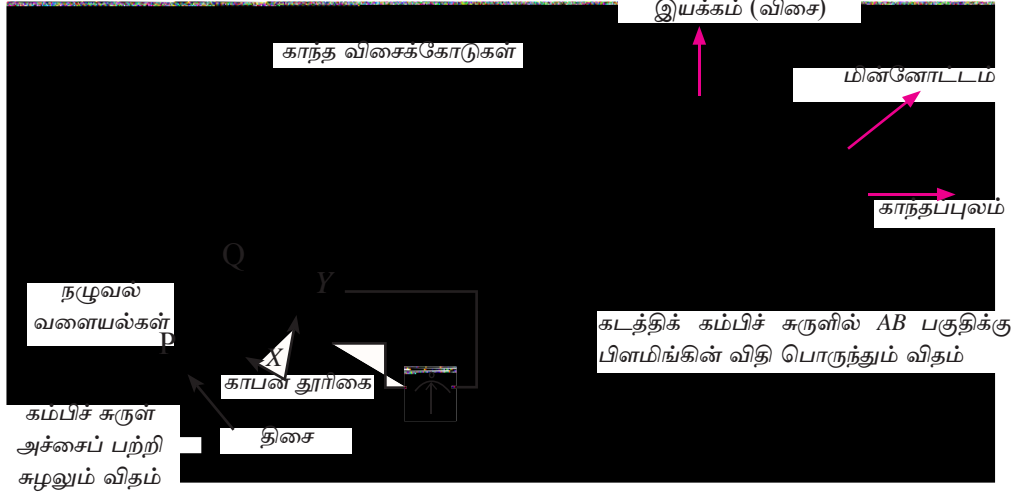 இயக்கம் (விசை)
காந்த விசைக்கோடுகள்
மின்னோட்டம்
காந்தப்புலம்
Q
Y
நழுவல்
வளையல்கள்
P
X
கடத்திக் கம்பிச் சுருளில் AB பகுதிக்கு
பிளமிங்கின் விதி பொருந்தும் விதம்
காபன் தூரிகை
கம்பிச் சுருள்
அச்சைப் பற்றி
சுழலும் விதம்
திசை
0